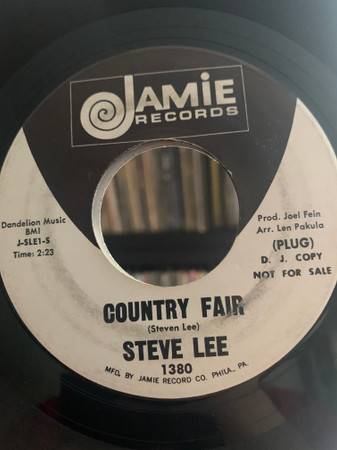 JAMIE
RECORDS
Dandelion Music
BMI
J-SLE1-S
Time: 2:23
Prod. Joel Fein
Arr. Len Pakula
(PLUG)
D. J. COPY
NOT FOR SALE
COUNTRY FAIR
(Steven Lee)
STEVE LEE
1380
MFD. BY JAMIE RECORD CO. PHILA., PA.